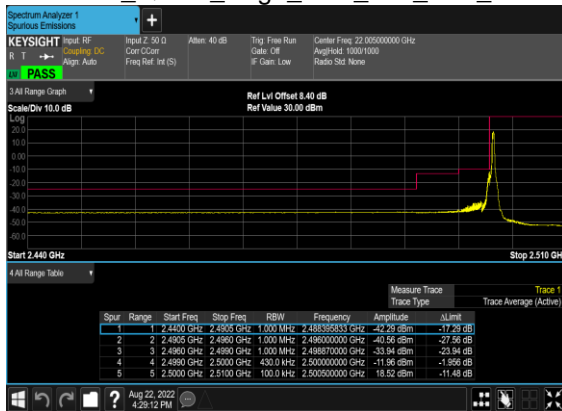 Spectrum Analyzer 1
Spurious Emissions
+
KEYSIGHT Input: RF Input Z: 50 Ω Atten: 40 dB Trig: Free Run Center Freq: 22.005000000 GHz
R T Coupling: DC Corr CCorr Gate: Off Avg|Hold: 1000/1000
Align: Auto Freq Ref: Int (S) IF Gain: Low Radio Std: None
PASS
3 All Range Graph
Ref Lvl Offset 8.40 dB
Scale/Div 10.0 dB Ref Value 30.00 dBm
Log
20.0
10.0
0.00
-10.0
-20.0
-30.0
-40.0
-50.0
-60.0
Start 2.440 GHz Stop 2.510 GH
4 All Range Table
Measure Trace Trace 1
Trace Type Trace Average (Active)
Spur Range Start Freq Stop Freq RBW Frequency Amplitude ΔLimit
1 1 2.4400 GHz 2.4905 GHz 1.000 MHz 2.488395833 GHz -42.29 dBm -17.29 dB
2 2 2.4905 GHz 2.4960 GHz 1.000 MHz 2.496000000 GHz -40.56 dBm -27.56 dB
3 3 2.4960 GHz 2.4990 GHz 1.000 MHz 2.498870000 GHz -33.94 dBm -23.94 dB
4 4 2.4990 GHz 2.5000 GHz 430.0 kHz 2.500000000 GHz -11.96 dBm -1.956 dB
5 5 2.5000 GHz 2.5100 GHz 100.0 kHz 2.500500000 GHz 18.52 dBm -11.48 dB
? Aug 22, 2022
4:29:12 PM